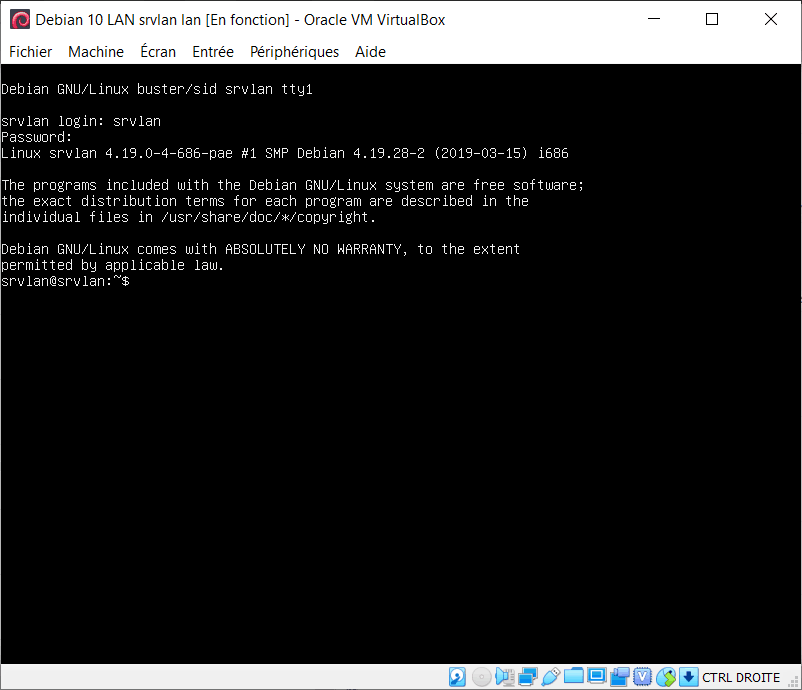 Debian 10 LAN srvlan lan [En fonction] - Oracle VM VirtualBox
Fichier Machine Écran Entrée Périphériques Aide
Debian GNU/Linux buster/sid srvlan tty1
srvlan login: srvlan
Password:
Linux srvlan 4.19.0-4-686-pae #1 SMP Debian 4.19.28-2 (2019-03-15) i686
The programs included with the Debian GNU/Linux system are free software;
the exact distribution terms for each program are described in the
individual files in /usr/share/doc/*/copyright.
Debian GNU/Linux comes with ABSOLUTELY NO WARRANTY, to the extent
permitted by applicable law.
srvlan@srvlan:~$
CTRL DROITE